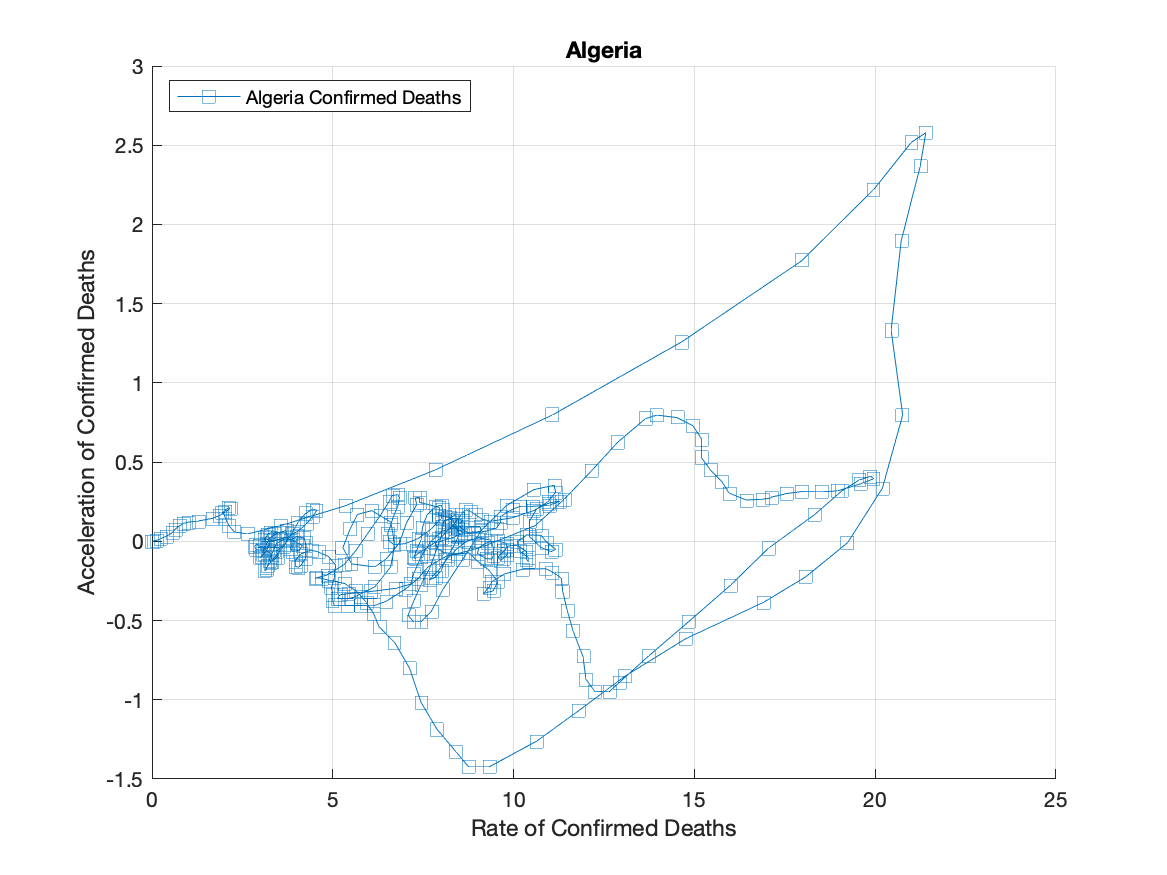 Algeria
Algeria Confirmed Deaths
3
2.5
2
1.5
1
0.5
0
-0.5
-1
-1.5
Acceleration of Confirmed Deaths
0 5 10 15 20 25
Rate of Confirmed Deaths